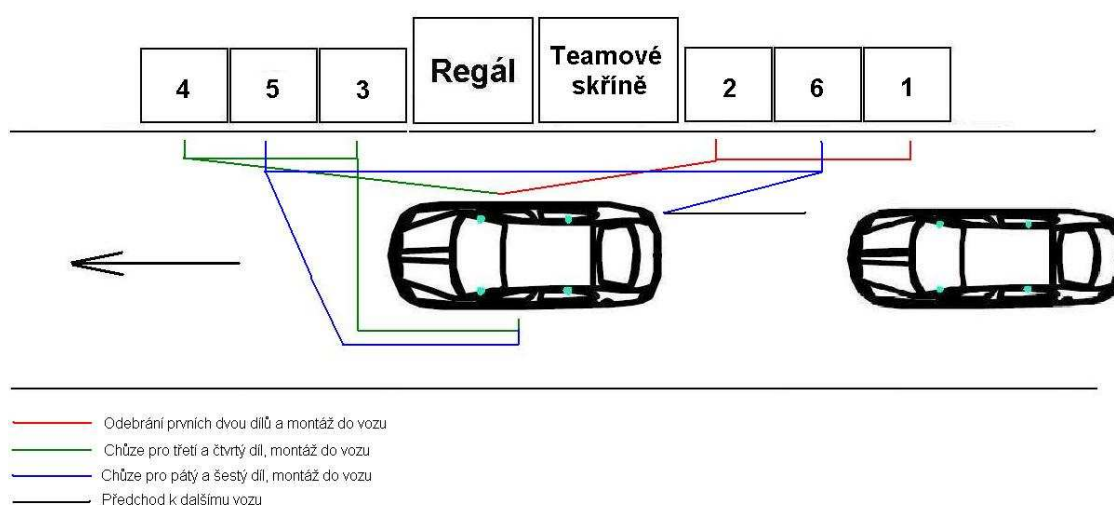 4
5
3
Regál
Teamové
skříně
2
6
1
Odebrání prvních dvou dílů a montáž do vozu
Chůze pro třetí a čtvrtý díl, montáž do vozu
Chůze pro pátý a šestý díl, montáž do vozu
Předchod k dalšímu vozu